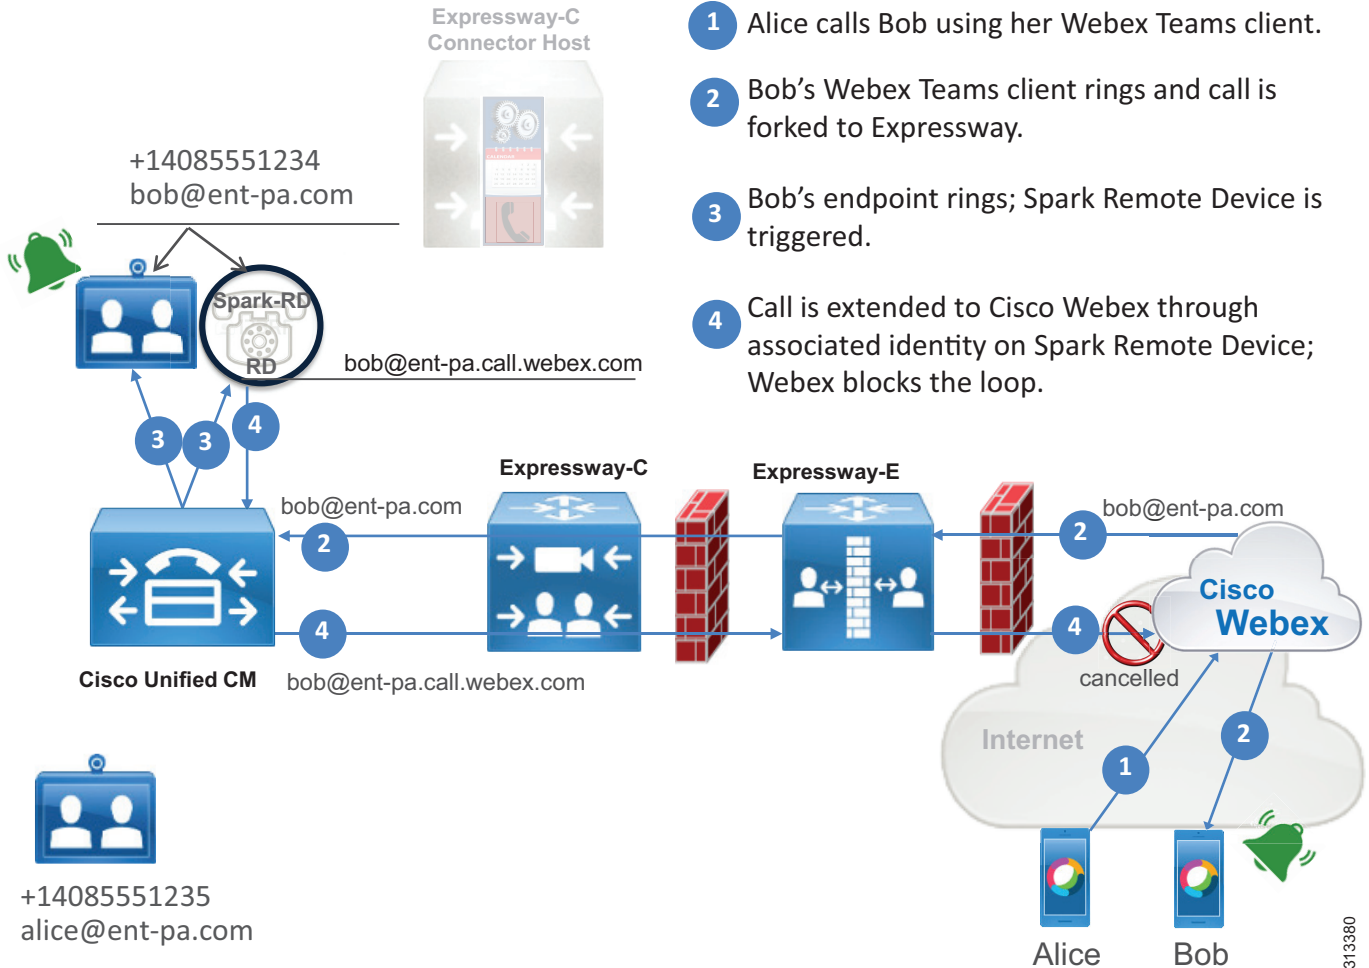 Expressway-C
Connector Host
1 Alice calls Bob using her Webex Teams client.
2 Bob’s Webex Teams client rings and call is
forked to Expressway.
3 Bob’s endpoint rings; Spark Remote Device is
triggered.
4 Call is extended to Cisco Webex through
associated identity on Spark Remote Device;
Webex blocks the loop.
+14085551234
bob@ent-pa.com
CALENDAR
Spark-RD
RD
bob@ent-pa.call.webex.com
3
3
4
Expressway-C
Expressway-E
bob@ent-pa.com
bob@ent-pa.com
2
2
Cisco
Webex
4
4
cancelled
Cisco Unified CM
bob@ent-pa.call.webex.com
Internet
2
1
+14085551235
alice@ent-pa.com
Alice
Bob
313380